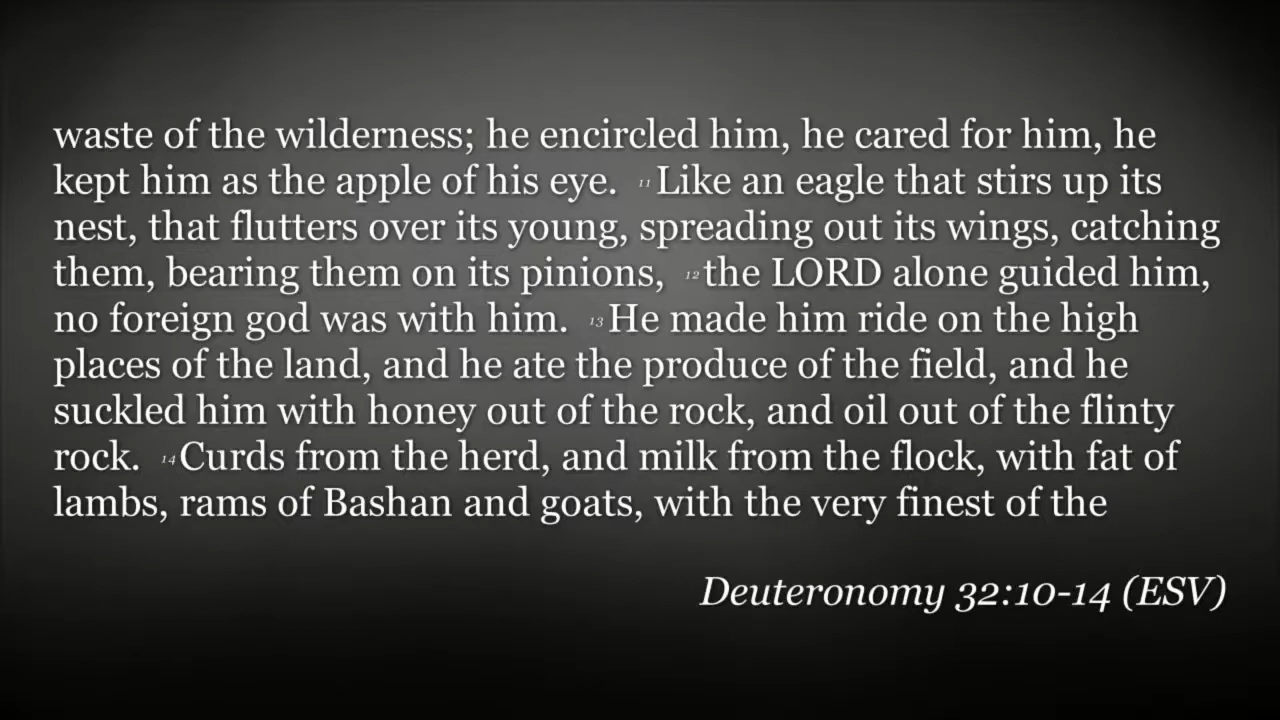 waste of the wilderness; he encircled him, he cared for him, he
kept him as the apple of his eye. 11 Like an eagle that stirs up its
nest, that flutters over its young, spreading out its wings, catching
them, bearing them on its pinions, 12 the LORD alone guided him,
no foreign god was with him. 13 He made him ride on the high
places of the land, and he ate the produce of the field, and he
suckled him with honey out of the rock, and oil out of the flinty
rock. 14 Curds from the herd, and milk from the flock, with fat of
lambs, rams of Bashan and goats, with the very finest of the
Deuteronomy 32:10-14 (ESV)